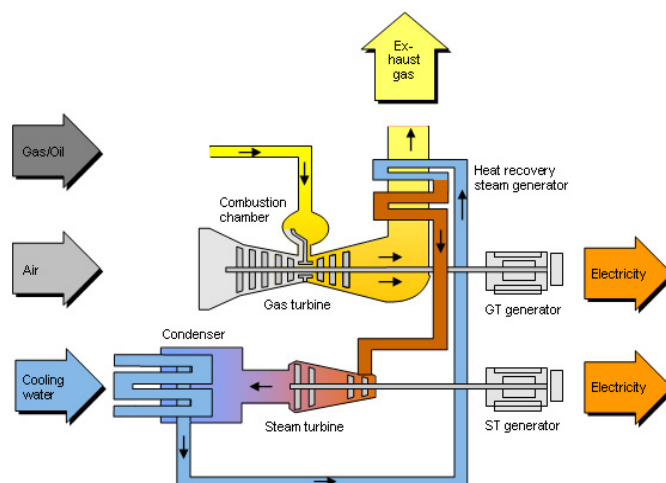 Ex-
haust
gas
Gas/Oil
Heat recovery
steam generator
Combustion
chamber
Air
Electricity
Gas turbine
GT generator
Condenser
Cooling
water
Electricity
Steam turbine
ST generator